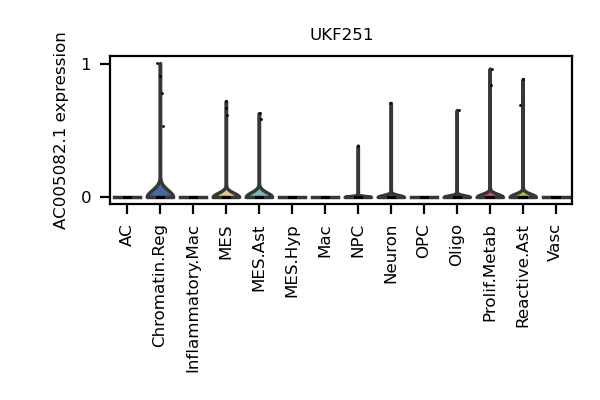 UKF251
AC005082.1 expression
1
0
AC
Chromatin.Reg
Inflammatory.Mac
MES
MES.Ast
MES.Hyp
Mac
NPC
Neuron
OPC
Oligo
Prolif.Metab
Reactive.Ast
Vasc